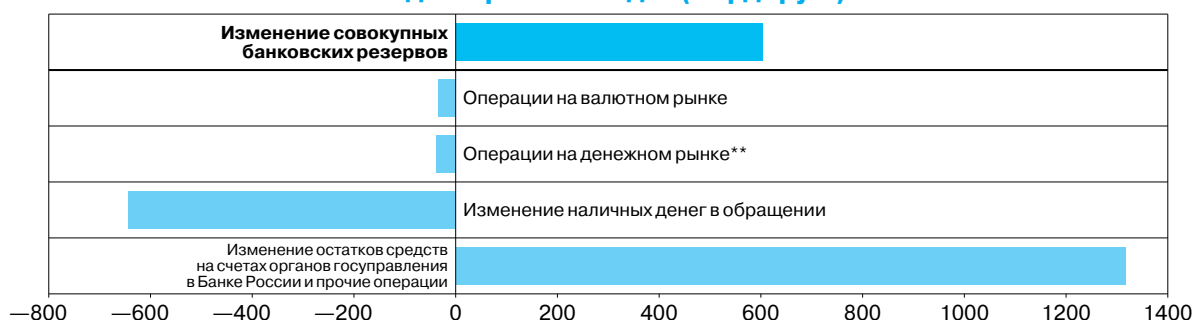 Изменение совокупных
банковских резервов
Операции на валютном рынке
Операции на денежном рынке**
Изменение наличных денег в обращении
Изменение остатков средств
на счетах органов госуправления
в Банке России и прочие операции
—800 —600 —400 —200 0 200 400 600 800 1000 1200 1400